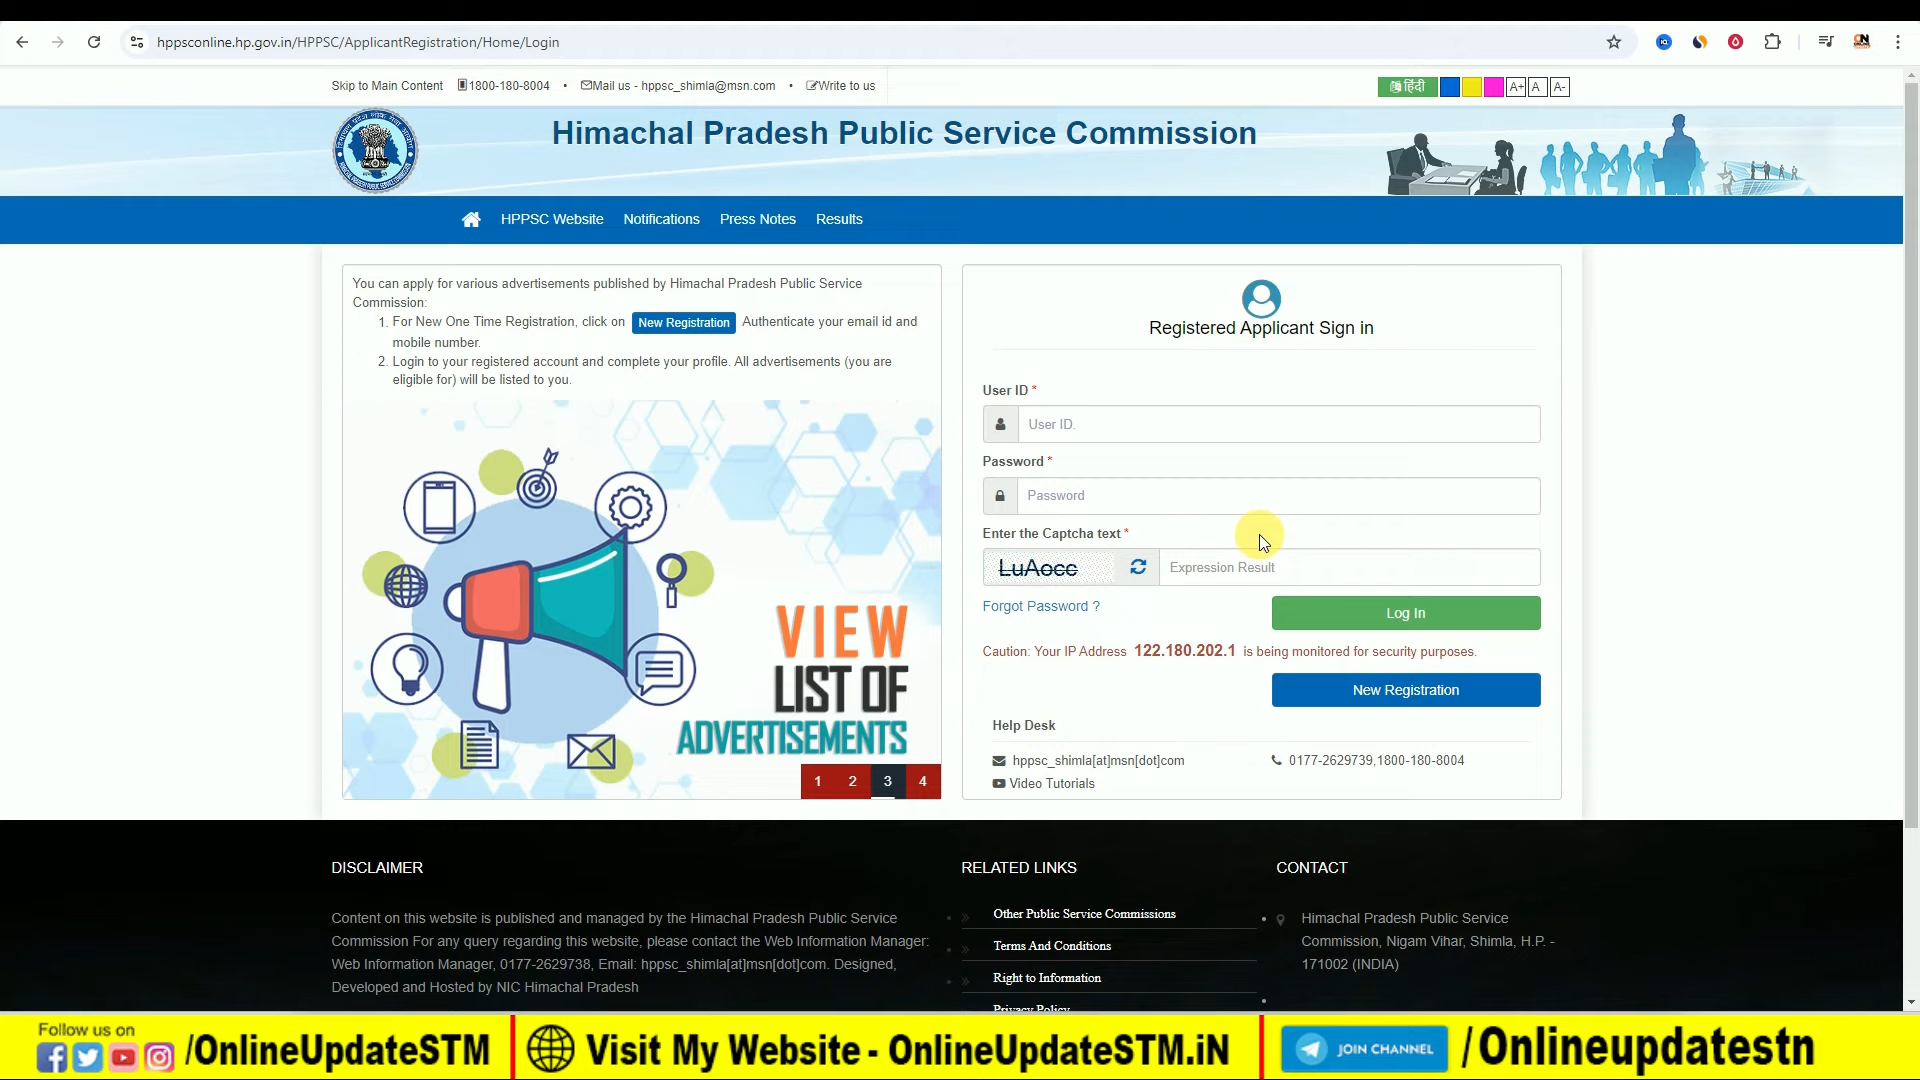 hppsconline.hp.gov.in/HPPSC/ApplicantRegistration/Home/Login
Skip to Main Content 1800-180-8004 • Mail us - hppsc_shimla@msn.com • Write to us
हिंदी A+ A A-
Himachal Pradesh Public Service Commission
HPPSC Website Notifications Press Notes Results
You can apply for various advertisements published by Himachal Pradesh Public Service
Commission:
1. For New One Time Registration, click on New Registration Authenticate your email id and
mobile number.
2. Login to your registered account and complete your profile. All advertisements (you are
eligible for) will be listed to you.
VIEW
LIST OF
ADVERTISEMENTS
1 2 3 4
Registered Applicant Sign in
User ID *
User ID.
Password *
Password
Enter the Captcha text *
LuAocc Expression Result
Forgot Password ? Log In
Caution: Your IP Address 122.180.202.1 is being monitored for security purposes.
New Registration
Help Desk
hppsc_shimla[at]msn[dot]com 0177-2629739,1800-180-8004
Video Tutorials
DISCLAIMER
Content on this website is published and managed by the Himachal Pradesh Public Service
Commission For any query regarding this website, please contact the Web Information Manager:
Web Information Manager, 0177-2629738, Email: hppsc_shimla[at]msn[dot]com. Designed,
Developed and Hosted by NIC Himachal Pradesh
RELATED LINKS
Other Public Service Commissions
Terms And Conditions
Right to Information
Privacy Policy
CONTACT
Himachal Pradesh Public Service
Commission, Nigam Vihar, Shimla, H.P. -
171002 (INDIA)
Follow us on
/OnlineUpdateSTM
Visit My Website - OnlineUpdateSTM.iN
JOIN CHANNEL /Onlineupdatestn